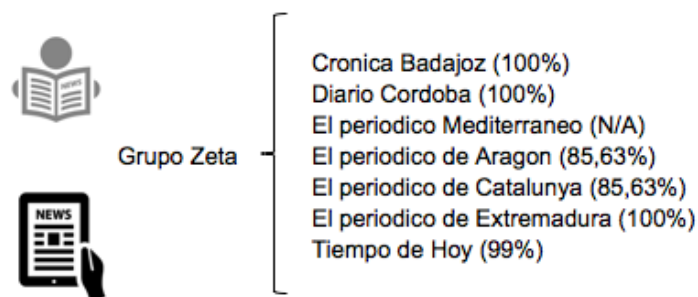 NEWS
Grupo Zeta
NEWS
Cronica Badajoz (100%)
Diario Cordoba (100%)
El periodico Mediterraneo (N/A)
El periodico de Aragon (85,63%)
El periodico de Catalunya (85,63%)
El periodico de Extremadura (100%)
Tiempo de Hoy (99%)